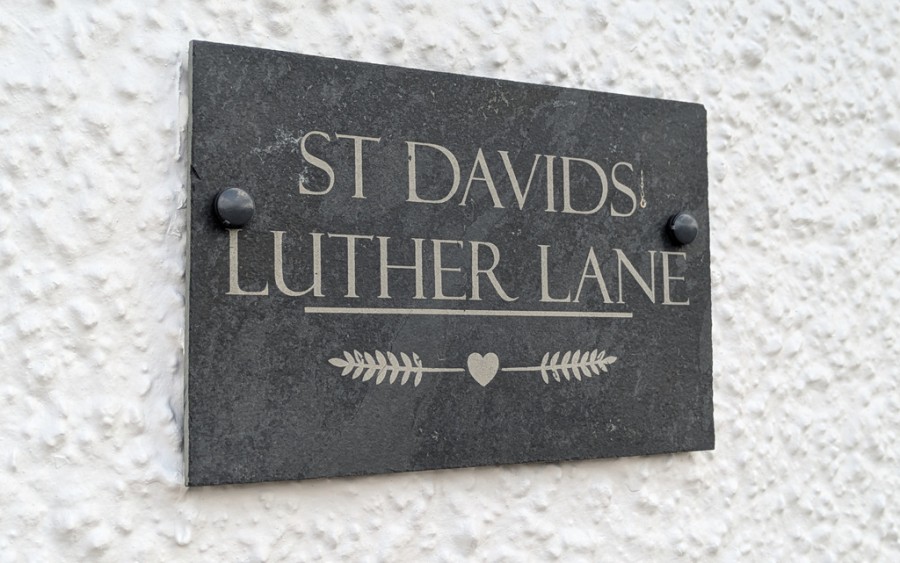 ST DAVIDS
LUTHER LANE